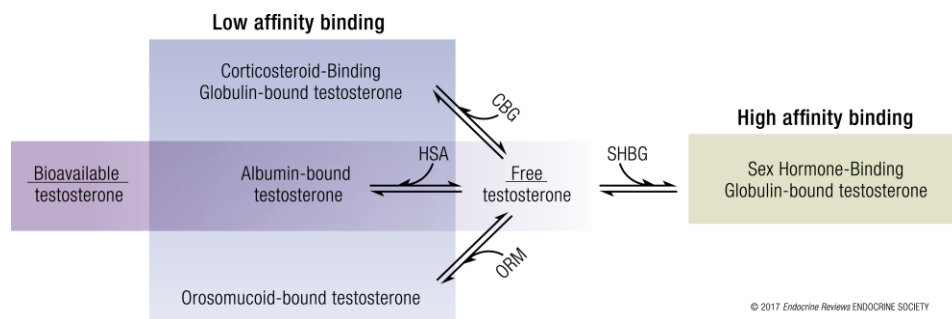 Low affinity binding
Corticosteroid-Binding
Globulin-bound testosterone
CBG
High affinity binding
Bioavailable
testosterone
Albumin-bound
testosterone
HSA
Free
testosterone
SHBG
Sex Hormone-Binding
Globulin-bound testosterone
ORM
Orosomucoid-bound testosterone
© 2017 Endocrine Reviews ENDOCRINE SOCIETY